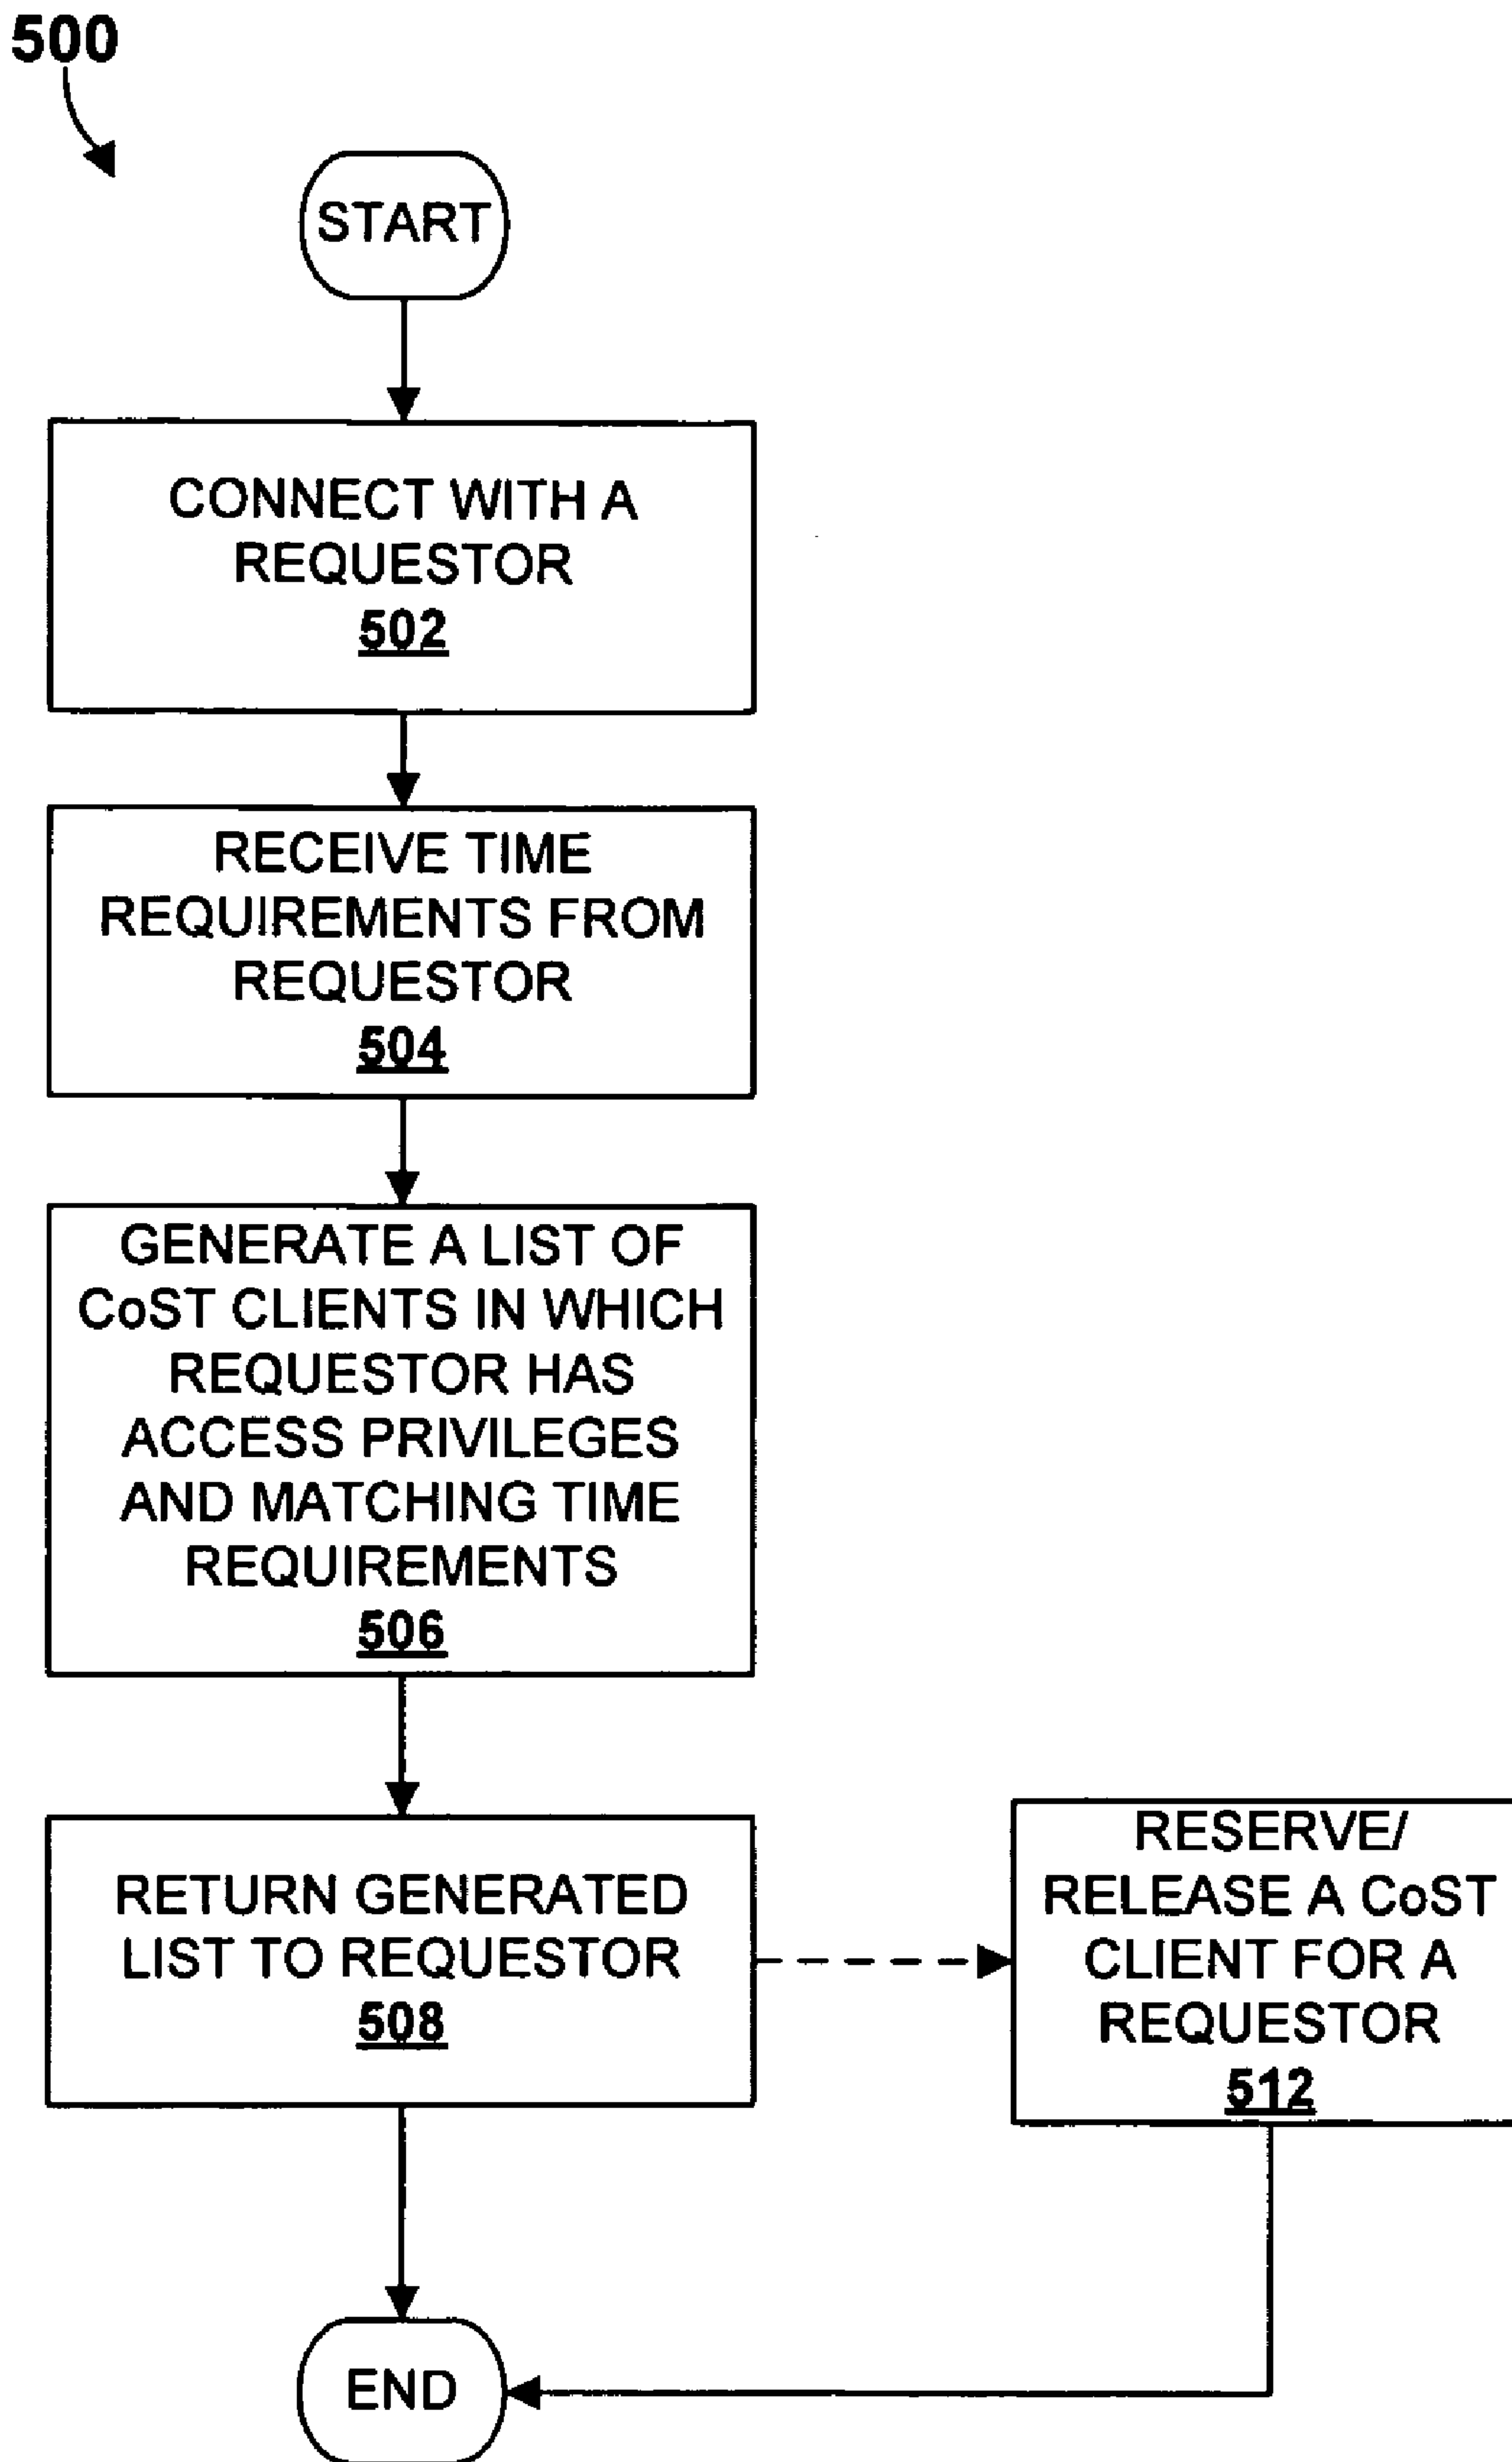 500
START
CONNECT WITH A
REQUESTOR
502
RECEIVE TIME
REQUIREMENTS FROM
REQUESTOR
504
GENERATE A LIST OF
CoST CLIENTS IN WHICH
REQUESTOR HAS
ACCESS PRIVILEGES
AND MATCHING TIME
REQUIREMENTS
506
RETURN GENERATED
LIST TO REQUESTOR
508
RESERVE/
RELEASE A CoST
CLIENT FOR A
REQUESTOR
512
END